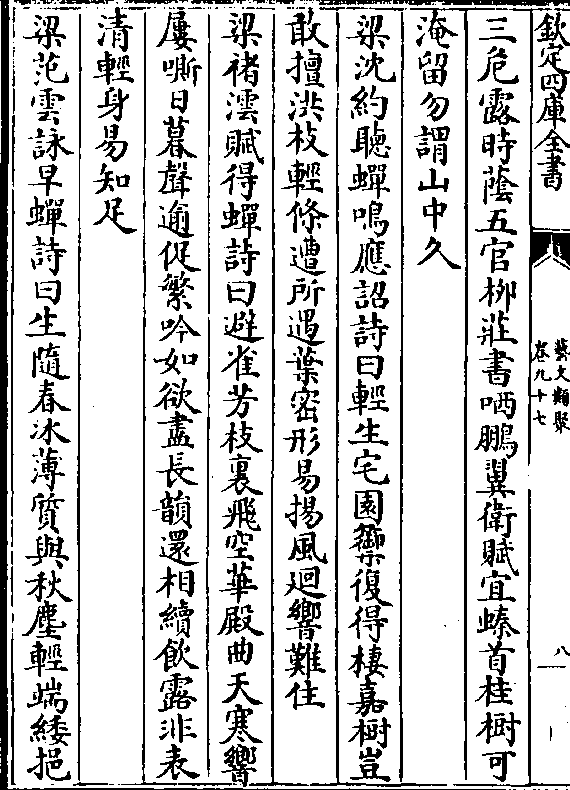 欽定四庫全書
藝文類聚
卷九十七
八
三危露時蔭五官栁莊書哂鵬翼衛賦宜螓首桂樹可
淹留勿謂山中久
梁沈約聽蟬鳴應詔詩曰輕生宅園籞復得棲嘉樹豈
敢擅洪枝輕條遭所遇葉密形易揚風廻響難住
梁褚澐賦得蟬詩曰避雀芳枝裏飛空華殿曲天寒響
屢嘶日暮聲逾促繁吟如欲盡長韻還相續飲露非表
清輕身易知足
梁范雲詠早蟬詩曰生隨春冰薄質與秋塵輕端緌挹